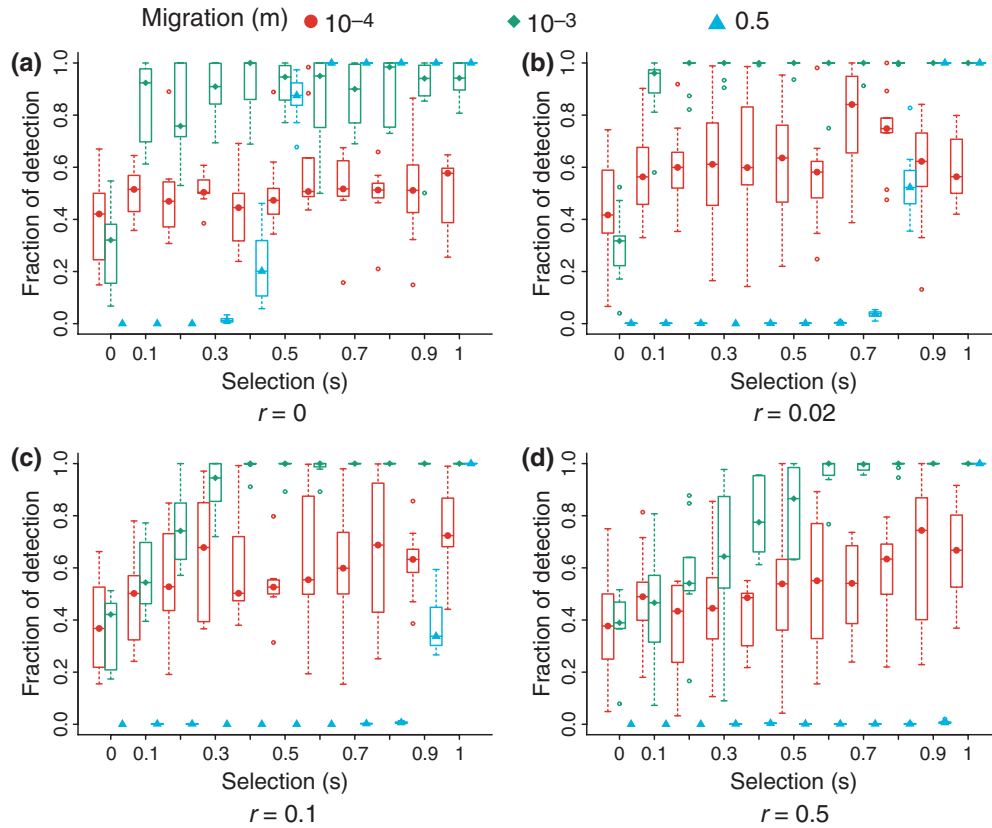 Migration (m) 10⁻⁴ 10⁻³ 0.5
(a)
Fraction of detection
0.0 0.2 0.4 0.6 0.8 1.0
0 0.1 0.3 0.5 0.7 0.9 1
Selection (s)
r = 0
(b)
Fraction of detection
0.0 0.2 0.4 0.6 0.8 1.0
0 0.1 0.3 0.5 0.7 0.9 1
Selection (s)
r = 0.02
(c)
Fraction of detection
0.0 0.2 0.4 0.6 0.8 1.0
0 0.1 0.3 0.5 0.7 0.9 1
Selection (s)
r = 0.1
(d)
Fraction of detection
0.0 0.2 0.4 0.6 0.8 1.0
0 0.1 0.3 0.5 0.7 0.9 1
Selection (s)
r = 0.5